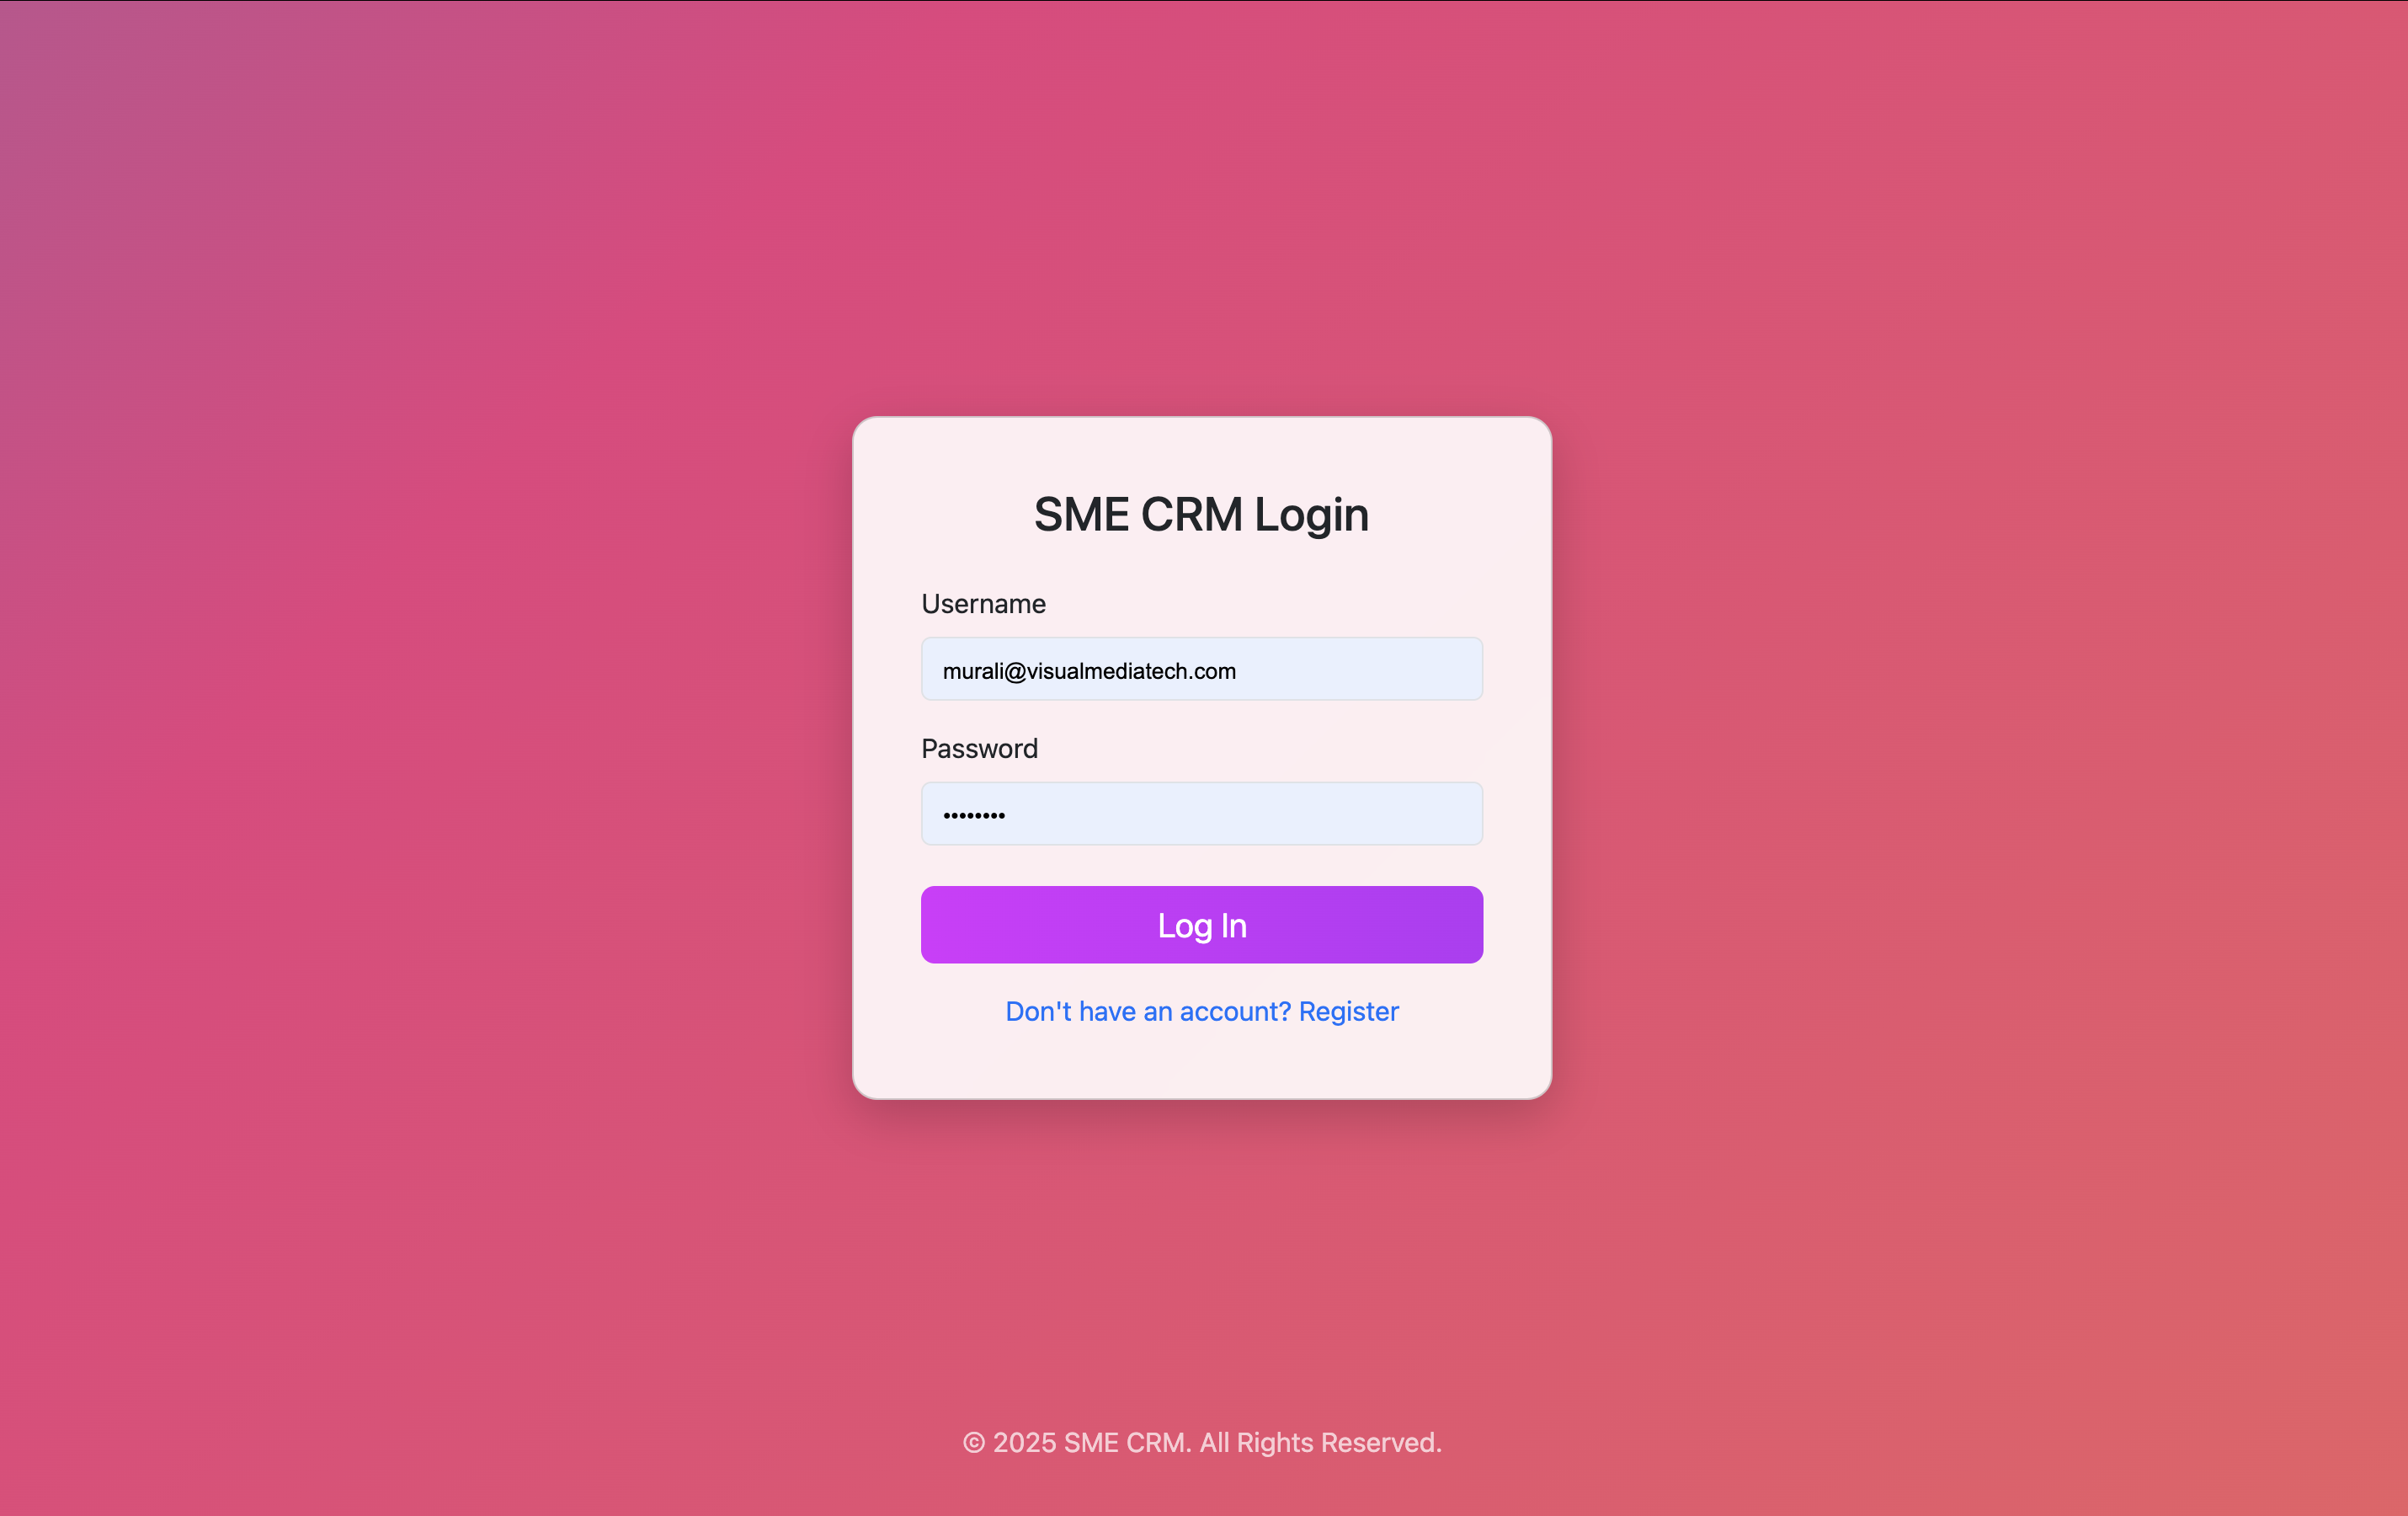 SME CRM Login
Username
murali@visualmediatech.com
Password
••••••••
Log In
Don't have an account? Register
© 2025 SME CRM. All Rights Reserved.